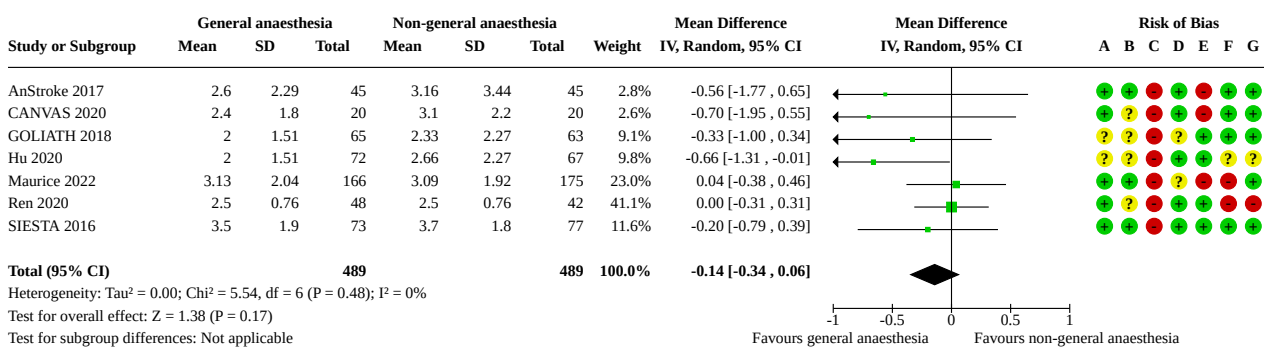 General anaesthesia Non-general anaesthesia Mean Difference Mean Difference Risk of Bias
Study or Subgroup Mean SD Total Mean SD Total Weight IV, Random, 95% CI IV, Random, 95% CI A B C D E F G
AnStroke 2017 2.6 2.29 45 3.16 3.44 45 2.8% -0.56 [-1.77 , 0.65] + + - + - + +
CANVAS 2020 2.4 1.8 20 3.1 2.2 20 2.6% -0.70 [-1.95 , 0.55] + ? - + - + +
GOLIATH 2018 2 1.51 65 2.33 2.27 63 9.1% -0.33 [-1.00 , 0.34] ? ? - ? + + +
Hu 2020 2 1.51 72 2.66 2.27 67 9.8% -0.66 [-1.31 , -0.01] ? ? - + + ? ?
Maurice 2022 3.13 2.04 166 3.09 1.92 175 23.0% 0.04 [-0.38 , 0.46] + + - ? - - +
Ren 2020 2.5 0.76 48 2.5 0.76 42 41.1% 0.00 [-0.31 , 0.31] + ? - + + - -
SIESTA 2016 3.5 1.9 73 3.7 1.8 77 11.6% -0.20 [-0.79 , 0.39] + + - + + + +
Total (95% CI) 489 489 100.0% -0.14 [-0.34 , 0.06]
Heterogeneity: Tau² = 0.00; Chi² = 5.54, df = 6 (P = 0.48); I² = 0%
Test for overall effect: Z = 1.38 (P = 0.17)
Test for subgroup differences: Not applicable
-1 -0.5 0 0.5 1
Favours general anaesthesia Favours non-general anaesthesia